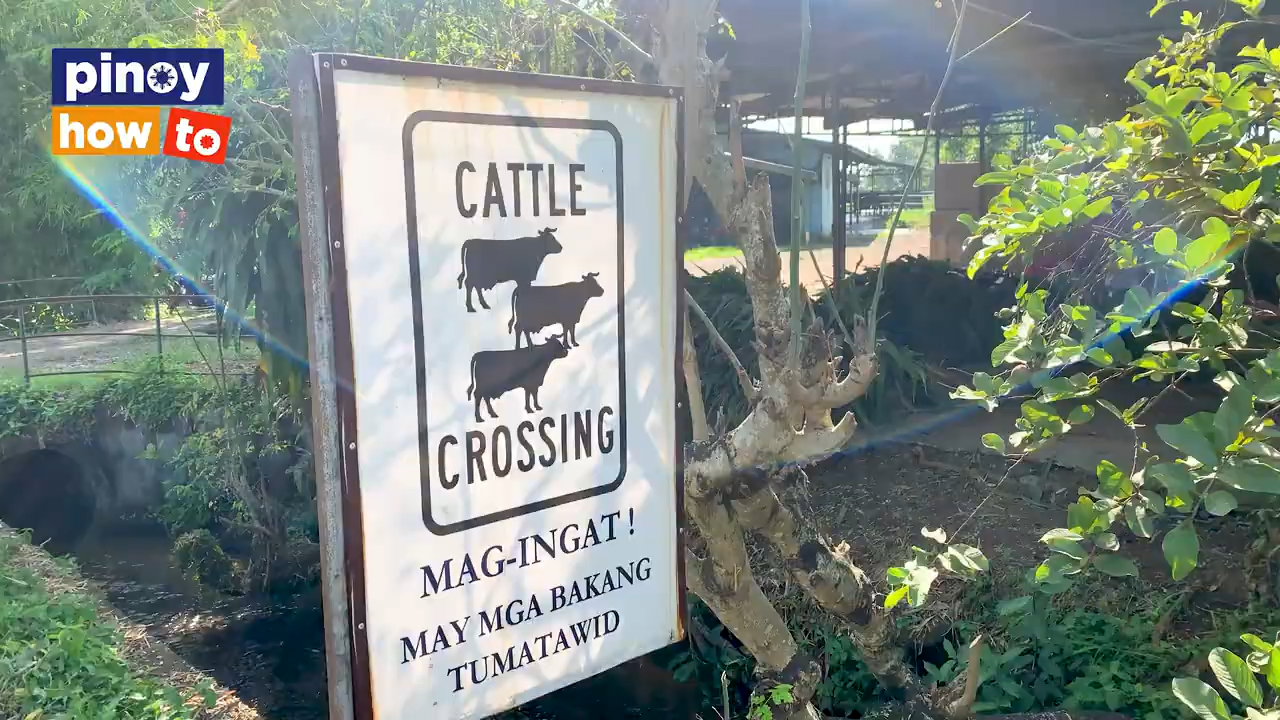 pinoy
how to
CATTLE
CROSSING
MAG-INGAT!
MAY MGA BAKANG
TUMATAWID